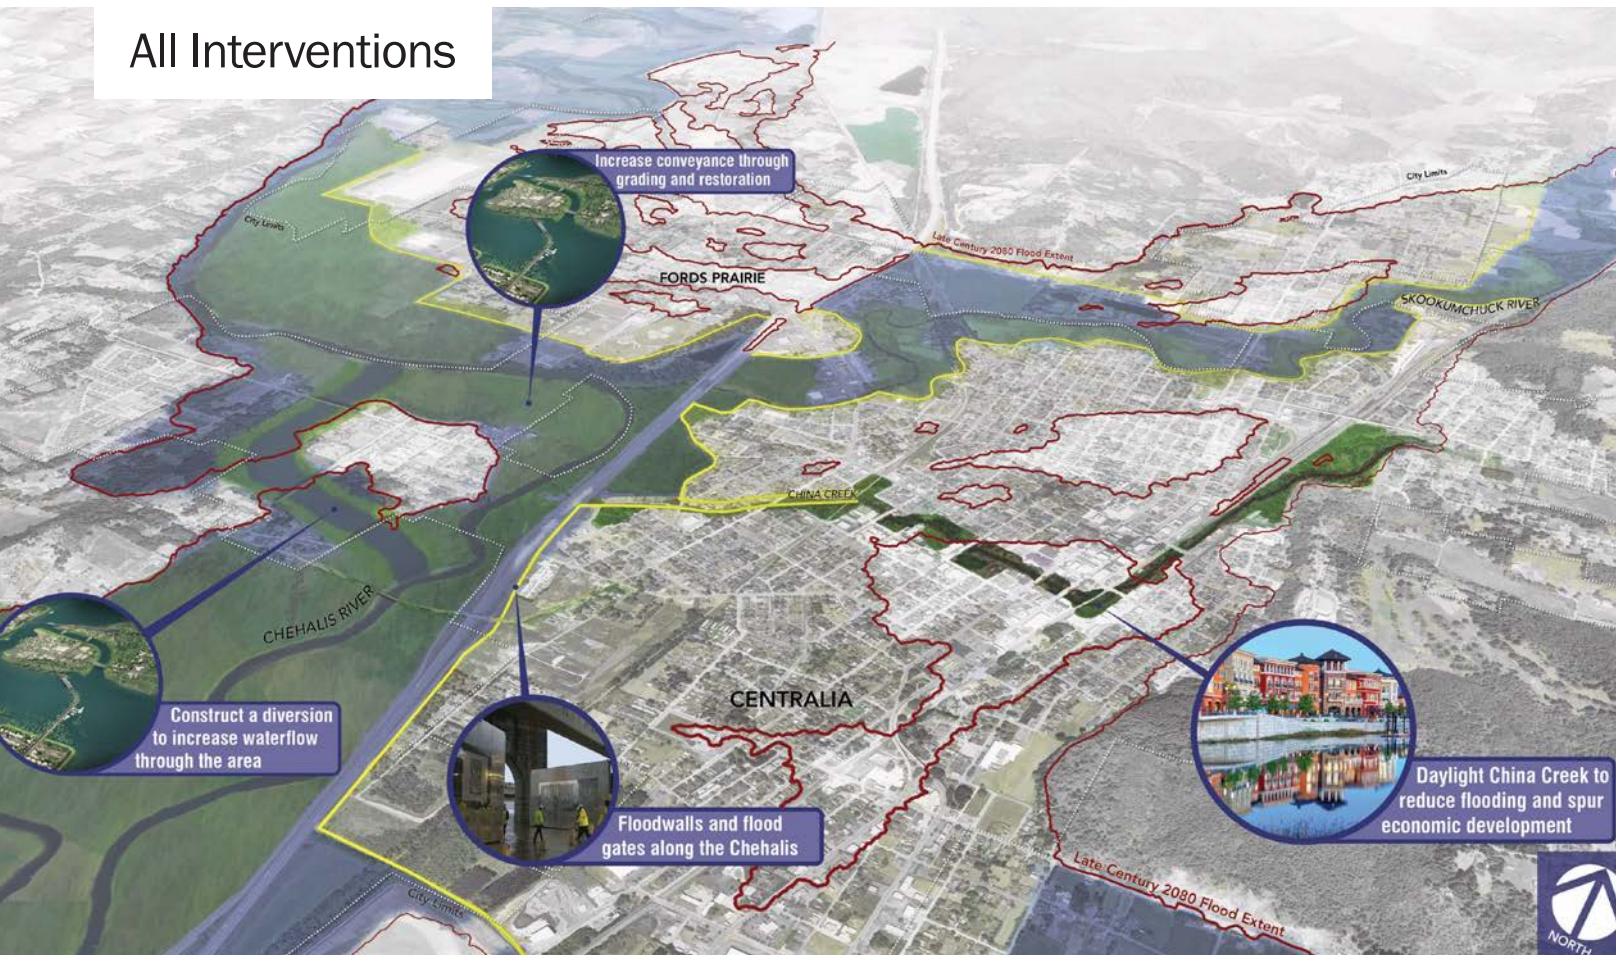 All Interventions
Increase conveyance through
grading and restoration
City Limits
City Limits
Late Century 2080 Flood Extent
FORDS PRAIRIE
SKOOKUMCHUCK RIVER
CHINA CREEK
CHEHALIS RIVER
CENTRALIA
Construct a diversion
to increase waterflow
through the area
Floodwalls and flood
gates along the Chehalis
Daylight China Creek to
reduce flooding and spur
economic development
City Limits
Late Century 2080 Flood Extent
NORTH